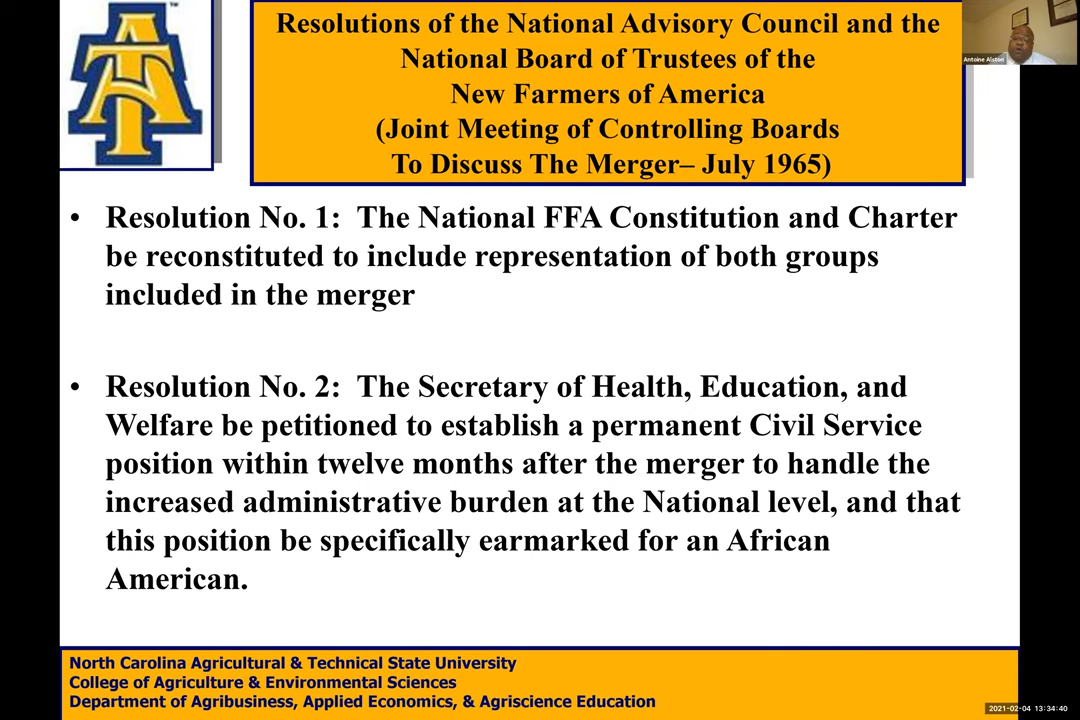 Resolutions of the National Advisory Council and the
National Board of Trustees of the
New Farmers of America
(Joint Meeting of Controlling Boards
To Discuss The Merger– July 1965)
Antoine Alston
AT
TM
• Resolution No. 1: The National FFA Constitution and Charter
be reconstituted to include representation of both groups
included in the merger
• Resolution No. 2: The Secretary of Health, Education, and
Welfare be petitioned to establish a permanent Civil Service
position within twelve months after the merger to handle the
increased administrative burden at the National level, and that
this position be specifically earmarked for an African
American.
North Carolina Agricultural & Technical State University
College of Agriculture & Environmental Sciences
Department of Agribusiness, Applied Economics, & Agriscience Education
2021-02-04 13:34:40